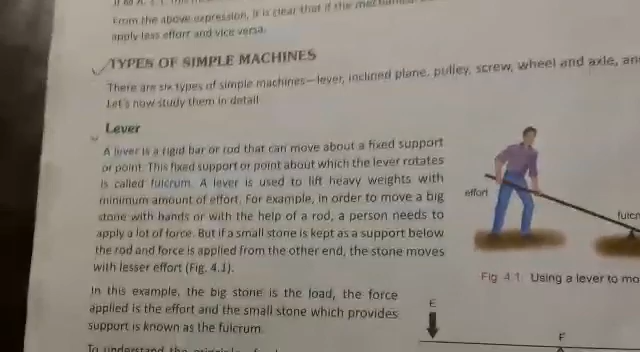 From the above expression, it is clear that if the
apply less effort and vice versa.
TYPES OF SIMPLE MACHINES
There are six types of simple machines—lever, inclined plane, pulley, screw, wheel and axle,
Let's now study them in detail
Lever
A lever is a rigid bar or rod that can move about a fixed support
or point. This fixed support or point about which the lever rotates
is called fulcrum. A lever is used to lift heavy weights with
minimum amount of effort. For example, in order to move a big
stone with hands or with the help of a rod, a person needs to
apply a lot of force. But if a small stone is kept as a support below
the rod and force is applied from the other end, the stone moves
with lesser effort (Fig. 4.1).
effort
Fig 4.1 Using a lever to
In this example, the big stone is the load, the force
applied is the effort and the small stone which provides
support is known as the fulcrum.
E
F
To understand the